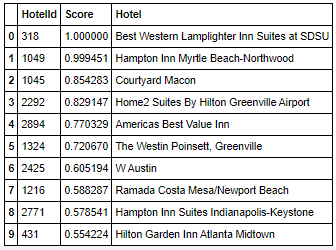 HotelId Score Hotel
0 318 1.000000 Best Western Lamplighter Inn Suites at SDSU
1 1049 0.999451 Hampton Inn Myrtle Beach-Northwood
2 1045 0.854283 Courtyard Macon
3 2292 0.829147 Home2 Suites By Hilton Greenville Airport
4 2894 0.770329 Americas Best Value Inn
5 1324 0.720670 The Westin Poinsett, Greenville
6 2425 0.605194 W Austin
7 1216 0.588287 Ramada Costa Mesa/Newport Beach
8 2771 0.578541 Hampton Inn Suites Indianapolis-Keystone
9 431 0.554224 Hilton Garden Inn Atlanta Midtown